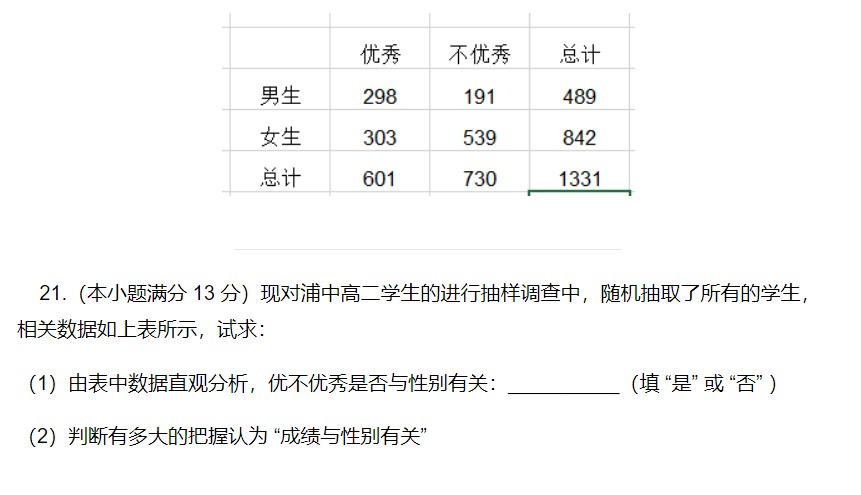 优秀 不优秀 总计
男生 298 191 489
女生 303 539 842
总计 601 730 1331
21.（本小题满分 13 分）现对浦中高二学生的进行抽样调查中，随机抽取了所有的学生，
相关数据如上表所示，试求：
（1）由表中数据直观分析，优不优秀是否与性别有关：___________（填 “是” 或 “否” ）
（2）判断有多大的把握认为 “成绩与性别有关”